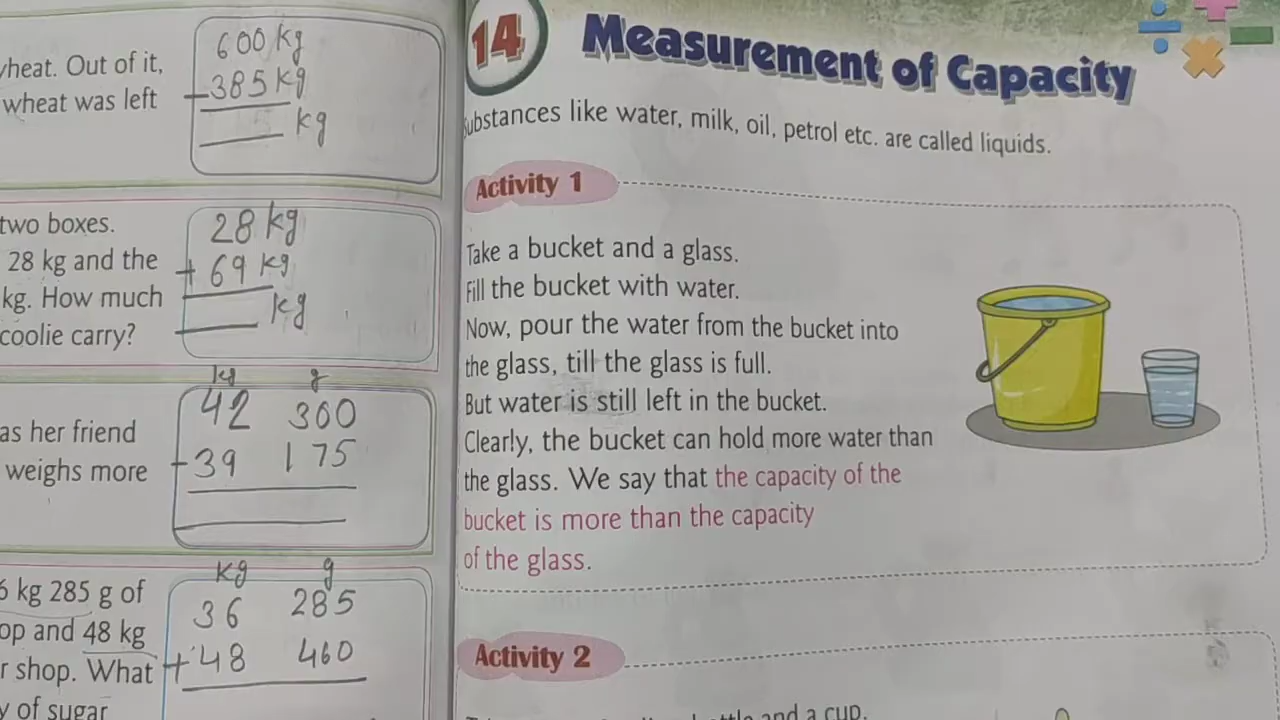 wheat. Out of it,
wheat was left
600 kg
-385 kg
kg
two boxes.
28 kg and the
kg. How much
coolie carry?
28 kg
+ 69 kg
kg
as her friend
weighs more
kg g
42 300
-39 175
6 kg 285 g of
op and 48 kg
r shop. What
y of sugar
kg g
36 285
+48 460
14 Measurement of Capacity
Substances like water, milk, oil, petrol etc. are called liquids.
Activity 1
Take a bucket and a glass.
Fill the bucket with water.
Now, pour the water from the bucket into
the glass, till the glass is full.
But water is still left in the bucket.
Clearly, the bucket can hold more water than
the glass. We say that the capacity of the
bucket is more than the capacity
of the glass.
Activity 2
and a cup.